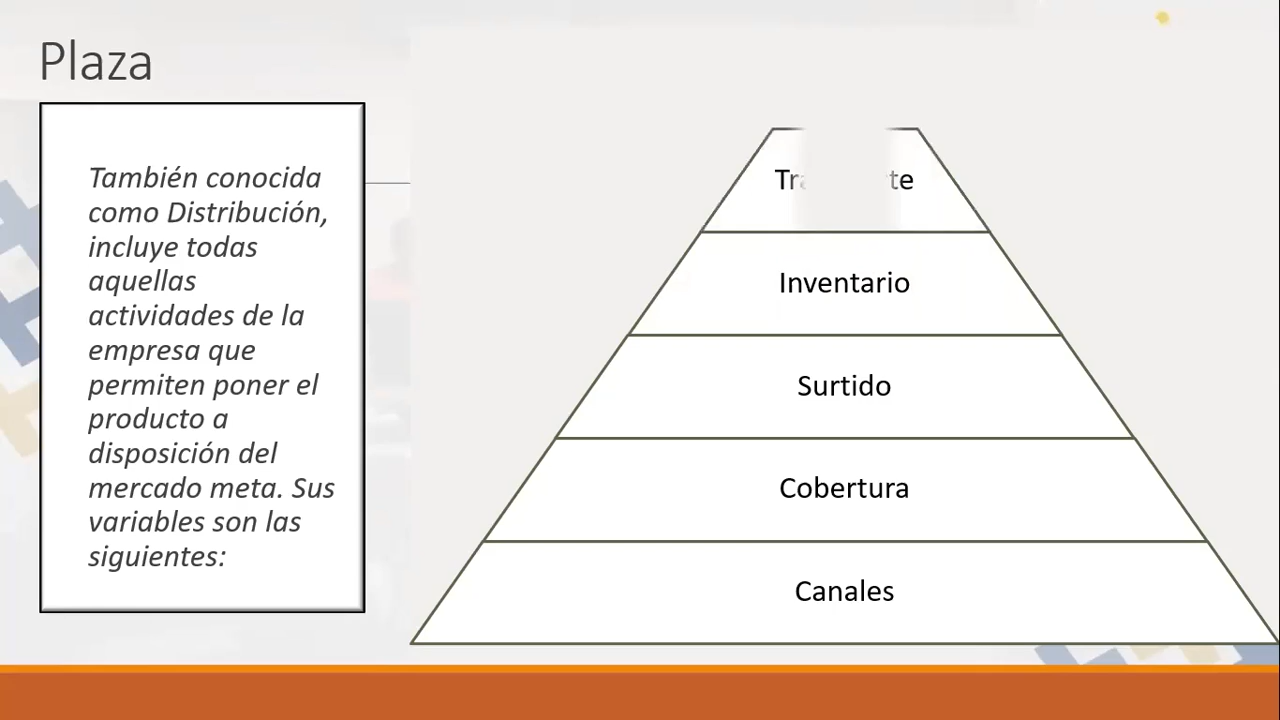 Plaza
También conocida
como Distribución,
incluye todas
aquellas
actividades de la
empresa que
permiten poner el
producto a
disposición del
mercado meta. Sus
variables son las
siguientes:
Inventario
Surtido
Cobertura
Canales